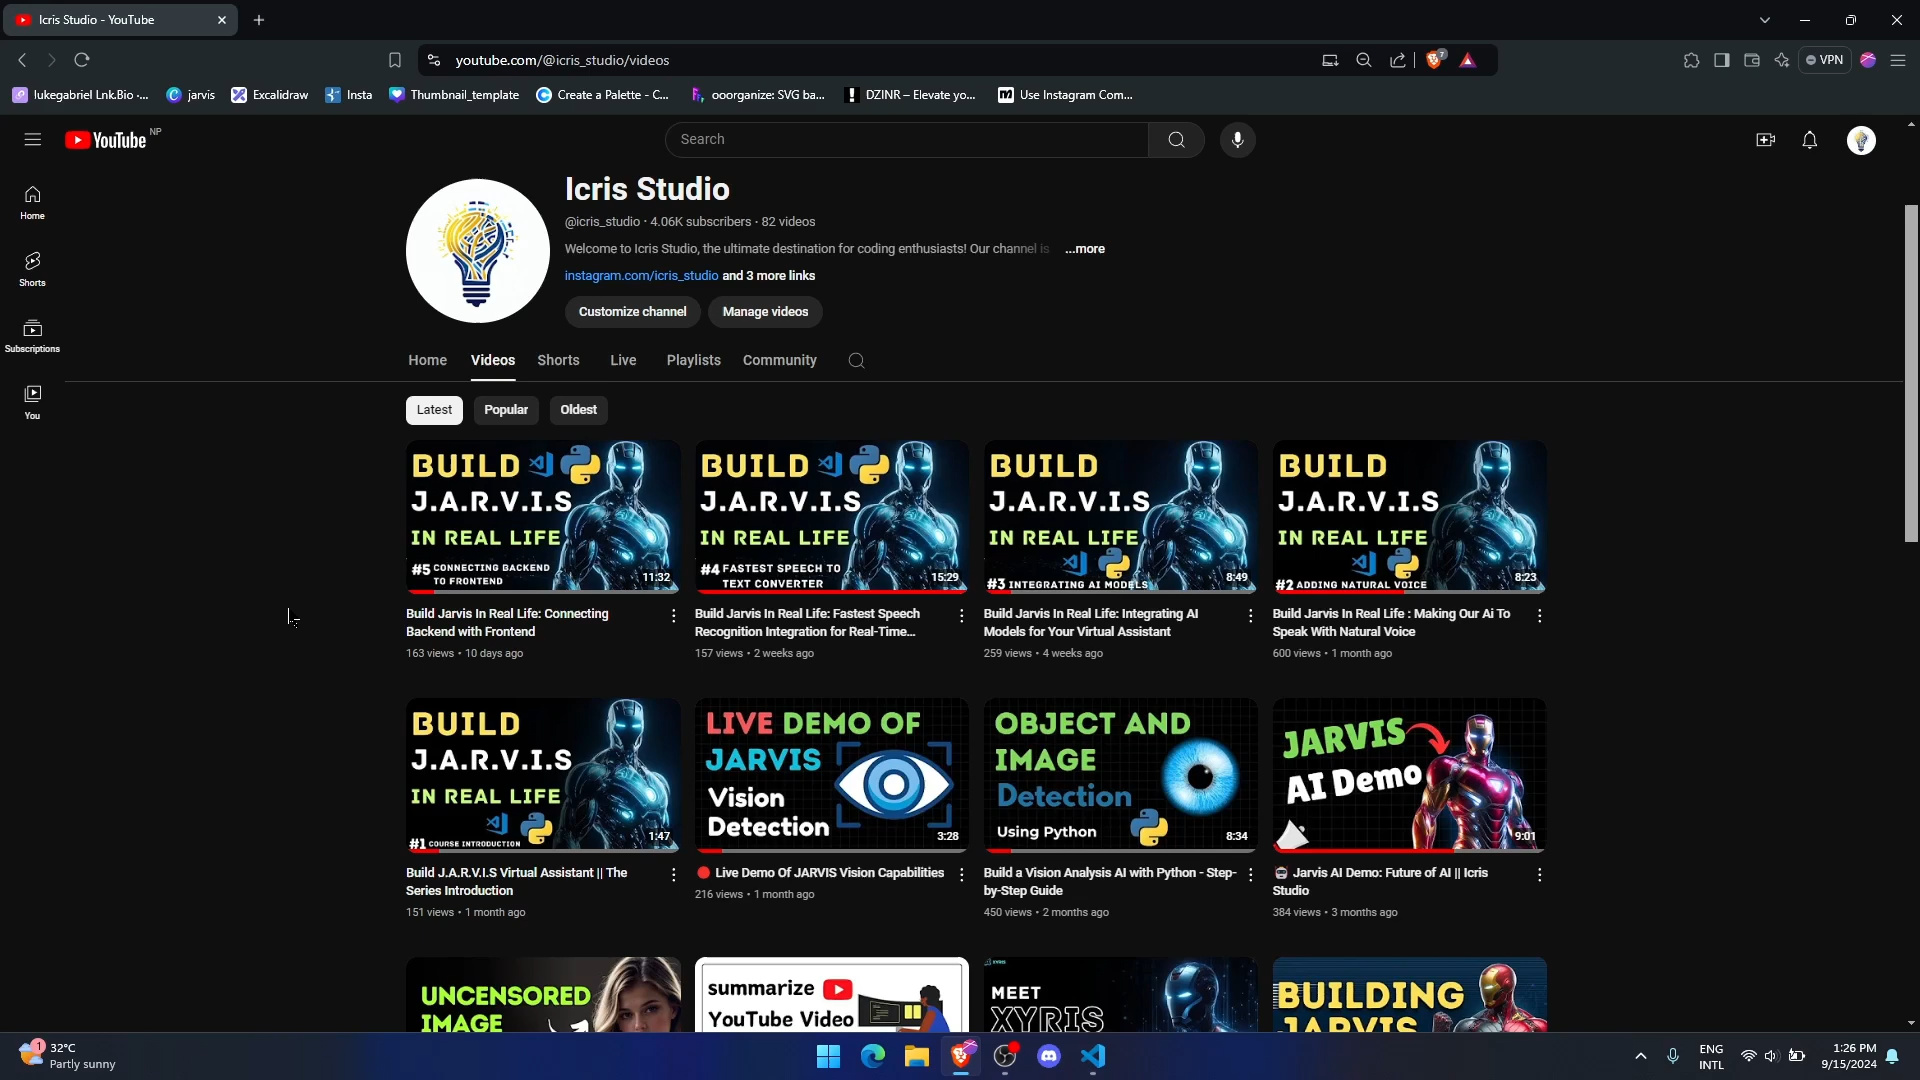 Icris Studio - YouTube
youtube.com/@icris_studio/videos
VPN
lukegabriel Lnk.Bio ·...
jarvis
Excalidraw
Insta
Thumbnail_template
Create a Palette - C...
ooorganize: SVG ba...
DZINR – Elevate yo...
Use Instagram Com...
YouTube NP
Search
Home
Shorts
Subscriptions
You
Icris Studio
@icris_studio · 4.06K subscribers · 82 videos
Welcome to Icris Studio, the ultimate destination for coding enthusiasts! Our channel is ...more
instagram.com/icris_studio and 3 more links
Customize channel
Manage videos
Home Videos Shorts Live Playlists Community
Latest Popular Oldest
BUILD
J.A.R.V.I.S
IN REAL LIFE
#5 CONNECTING BACKEND
TO FRONTEND
11:32
Build Jarvis In Real Life: Connecting
Backend with Frontend
163 views · 10 days ago
BUILD
J.A.R.V.I.S
IN REAL LIFE
#4 FASTEST SPEECH TO
TEXT CONVERTER
15:29
Build Jarvis In Real Life: Fastest Speech
Recognition Integration for Real-Time...
157 views · 2 weeks ago
BUILD
J.A.R.V.I.S
IN REAL LIFE
#3 INTEGRATING AI MODELS
8:49
Build Jarvis In Real Life: Integrating AI
Models for Your Virtual Assistant
259 views · 4 weeks ago
BUILD
J.A.R.V.I.S
IN REAL LIFE
#2 ADDING NATURAL VOICE
8:23
Build Jarvis In Real Life : Making Our Ai To
Speak With Natural Voice
600 views · 1 month ago
BUILD
J.A.R.V.I.S
IN REAL LIFE
#1 COURSE INTRODUCTION
1:47
Build J.A.R.V.I.S Virtual Assistant || The
Series Introduction
151 views · 1 month ago
LIVE DEMO OF
JARVIS
Vision
Detection
3:28
Live Demo Of JARVIS Vision Capabilities
216 views · 1 month ago
OBJECT AND
IMAGE
Detection
Using Python
8:34
Build a Vision Analysis AI with Python - Step-
by-Step Guide
450 views · 2 months ago
JARVIS
AI Demo
9:01
Jarvis AI Demo: Future of AI || Icris
Studio
384 views · 3 months ago
UNCENSORED
IMAGE
summarize
YouTube Video
XYRIS
MEET
XYRIS
BUILDING
JARVIS
1
32°C
Partly sunny
ENG
INTL
1:26 PM
9/15/2024